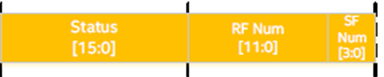 Status
[15:0]
RF Num
[11:0]
SF
Num
[3:0]